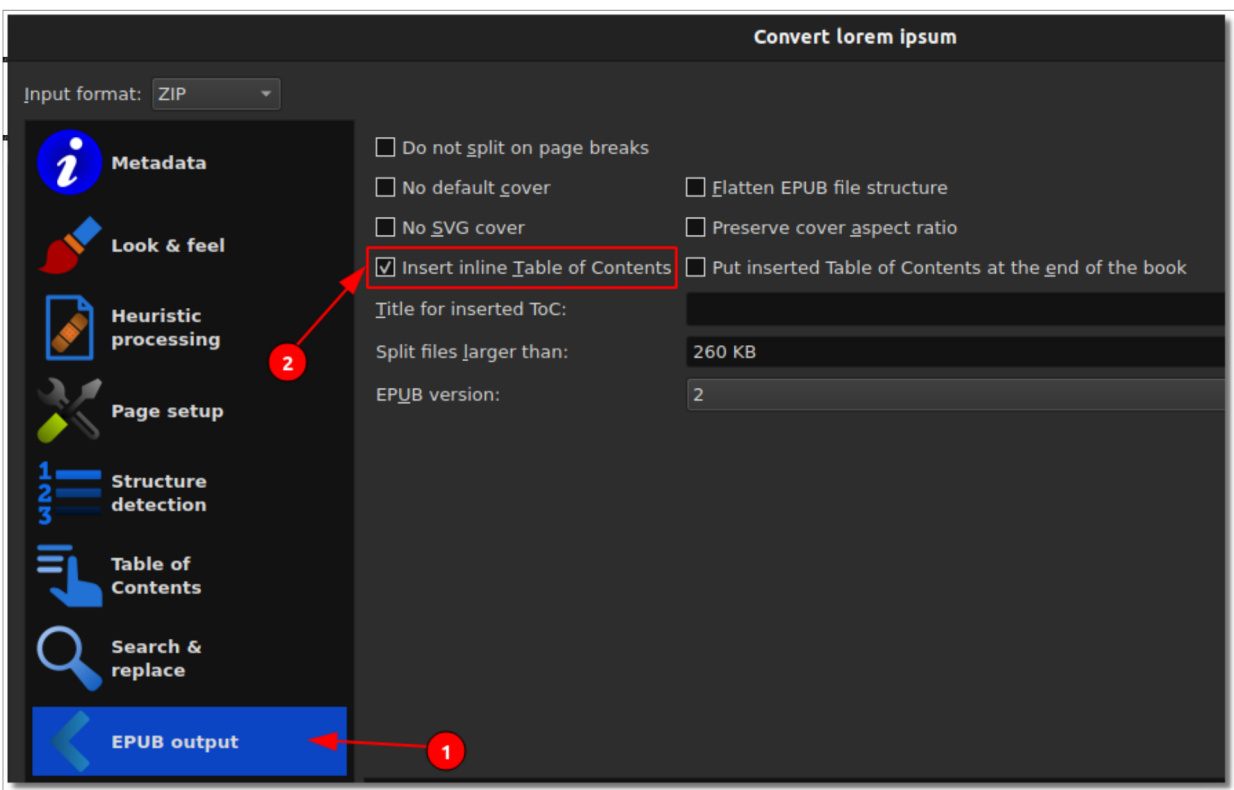 Convert lorem ipsum
Input format: ZIP
Metadata
Look & feel
Heuristic
processing
Page setup
1
2
3
Structure
detection
Table of
Contents
Search &
replace
EPUB output
Do not split on page breaks
No default cover
Flatten EPUB file structure
No SVG cover
Preserve cover aspect ratio
Insert inline Table of Contents
Put inserted Table of Contents at the end of the book
Title for inserted ToC:
Split files larger than: 260 KB
EPUB version: 2
2
1